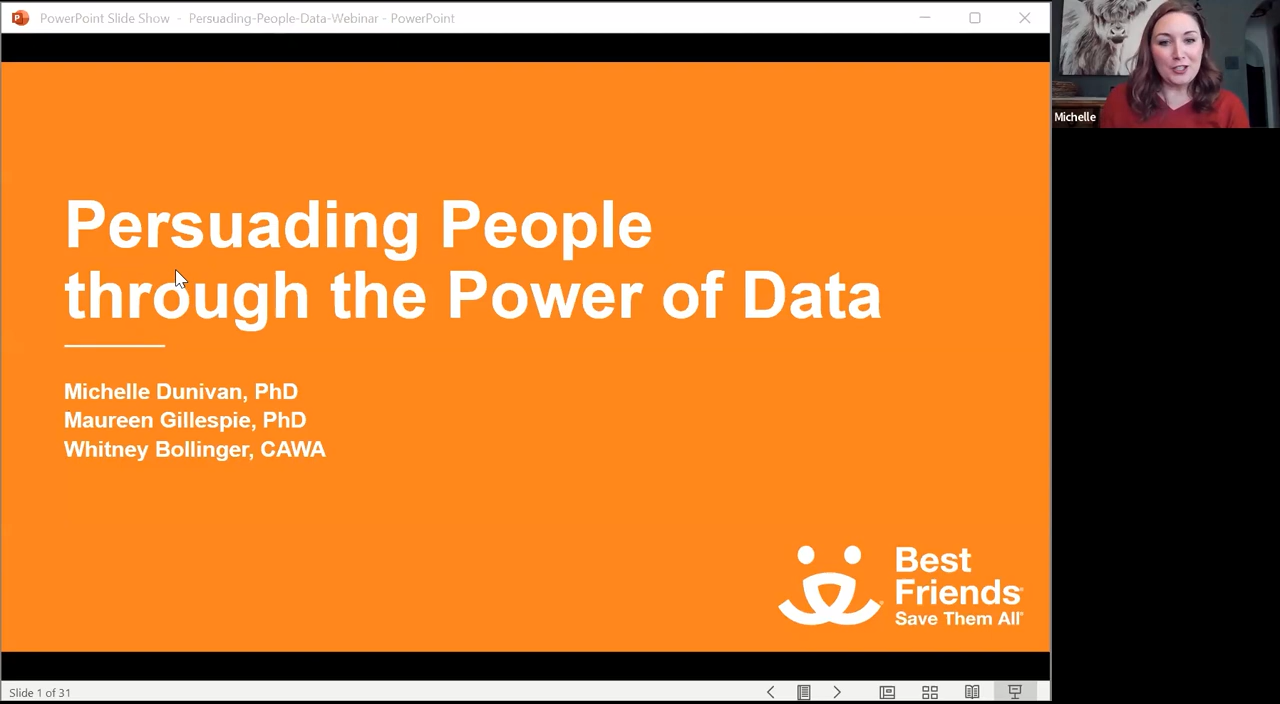 PowerPoint Slide Show - Persuading-People-Data-Webinar - PowerPoint
Michelle
Persuading People
through the Power of Data
Michelle Dunivan, PhD
Maureen Gillespie, PhD
Whitney Bollinger, CAWA
Best
Friends
Save Them All
Slide 1 of 31